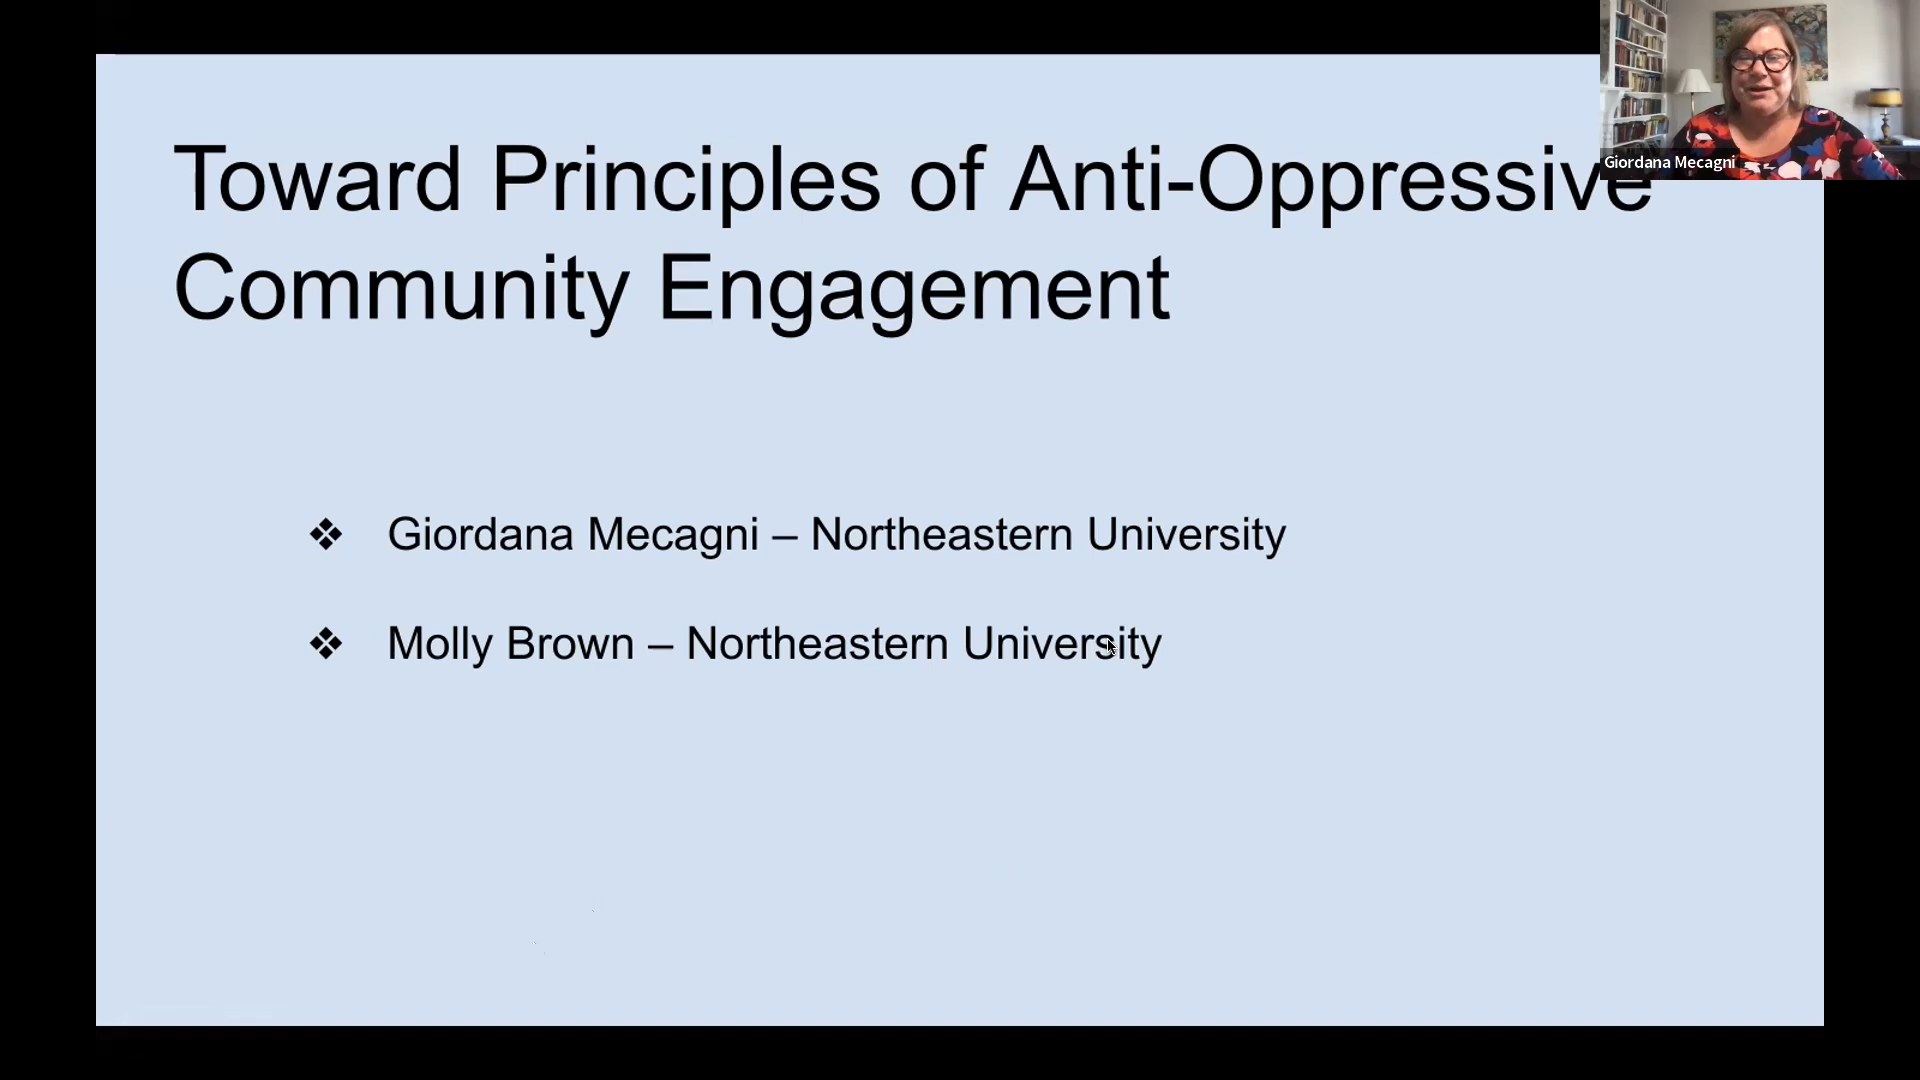 Toward Principles of Anti-Oppressive
Community Engagement
Giordana Mecagni
❖ Giordana Mecagni – Northeastern University
❖ Molly Brown – Northeastern University